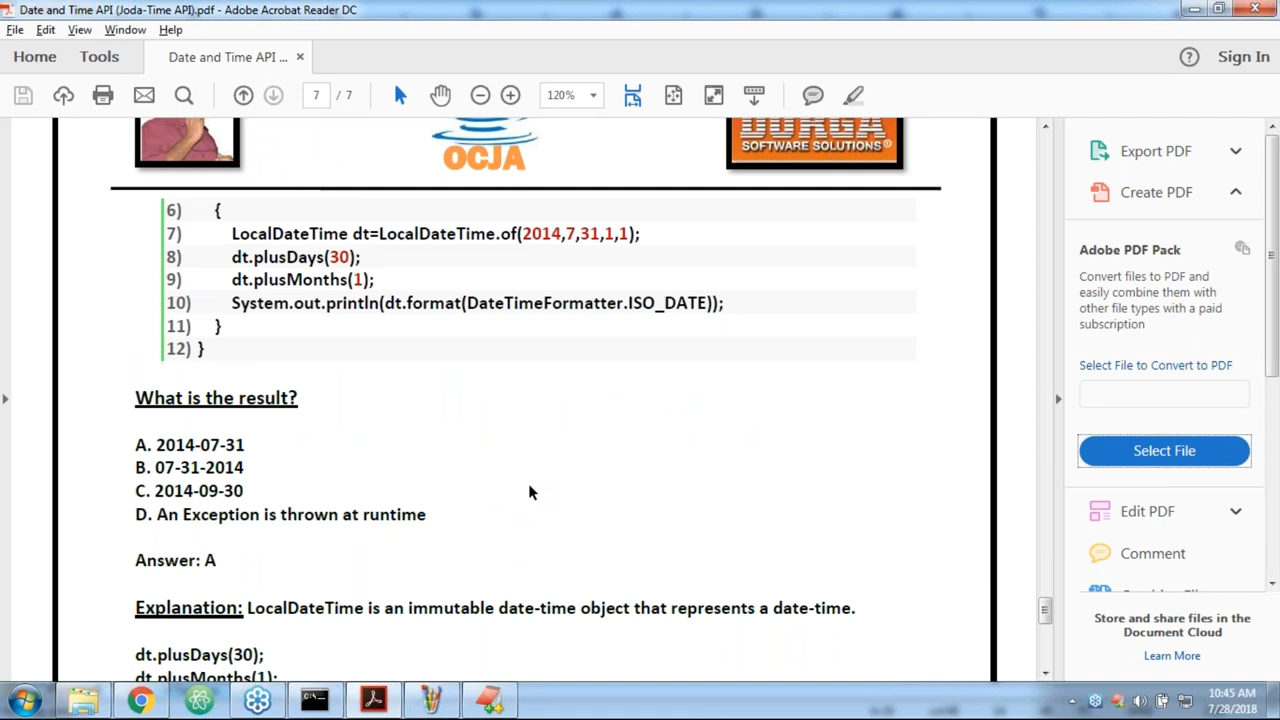 Date and Time API (Joda-Time API).pdf - Adobe Acrobat Reader DC
File Edit View Window Help
Home Tools Date and Time API ... × Sign In
7 / 7 120%
OCJA
DURGA
SOFTWARE SOLUTIONS®
6) {
7) LocalDateTime dt=LocalDateTime.of(2014,7,31,1,1);
8) dt.plusDays(30);
9) dt.plusMonths(1);
10) System.out.println(dt.format(DateTimeFormatter.ISO_DATE));
11) }
12) }
What is the result?
A. 2014-07-31
B. 07-31-2014
C. 2014-09-30
D. An Exception is thrown at runtime
Answer: A
Explanation: LocalDateTime is an immutable date-time object that represents a date-time.
dt.plusDays(30);
dt.plusMonths(1);
Export PDF
Create PDF
Adobe PDF Pack
Convert files to PDF and
easily combine them with
other file types with a paid
subscription
Select File to Convert to PDF
Select File
Edit PDF
Comment
Store and share files in the
Document Cloud
Learn More
10:45 AM
7/28/2018